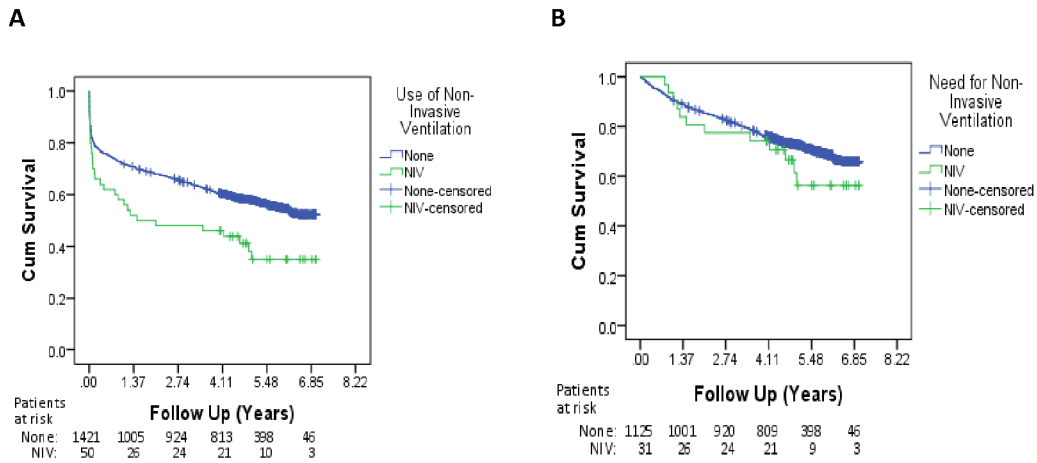 A
Cum Survival
1.0
0.8
0.6
0.4
0.2
0.0
.00 1.37 2.74 4.11 5.48 6.85 8.22
Follow Up (Years)
Use of Non-
Invasive
Ventilation
None
NIV
None-censored
NIV-censored
Patients
at risk
None: 1421 1005 924 813 398 46
NIV: 50 26 24 21 10 3
B
Cum Survival
1.0
0.8
0.6
0.4
0.2
0.0
.00 1.37 2.74 4.11 5.48 6.85 8.22
Follow Up (Years)
Need for Non-
Invasive
Ventilation
None
NIV
None-censored
NIV-censored
Patients
at risk
None: 1125 1001 920 809 398 46
NIV: 31 26 24 21 9 3